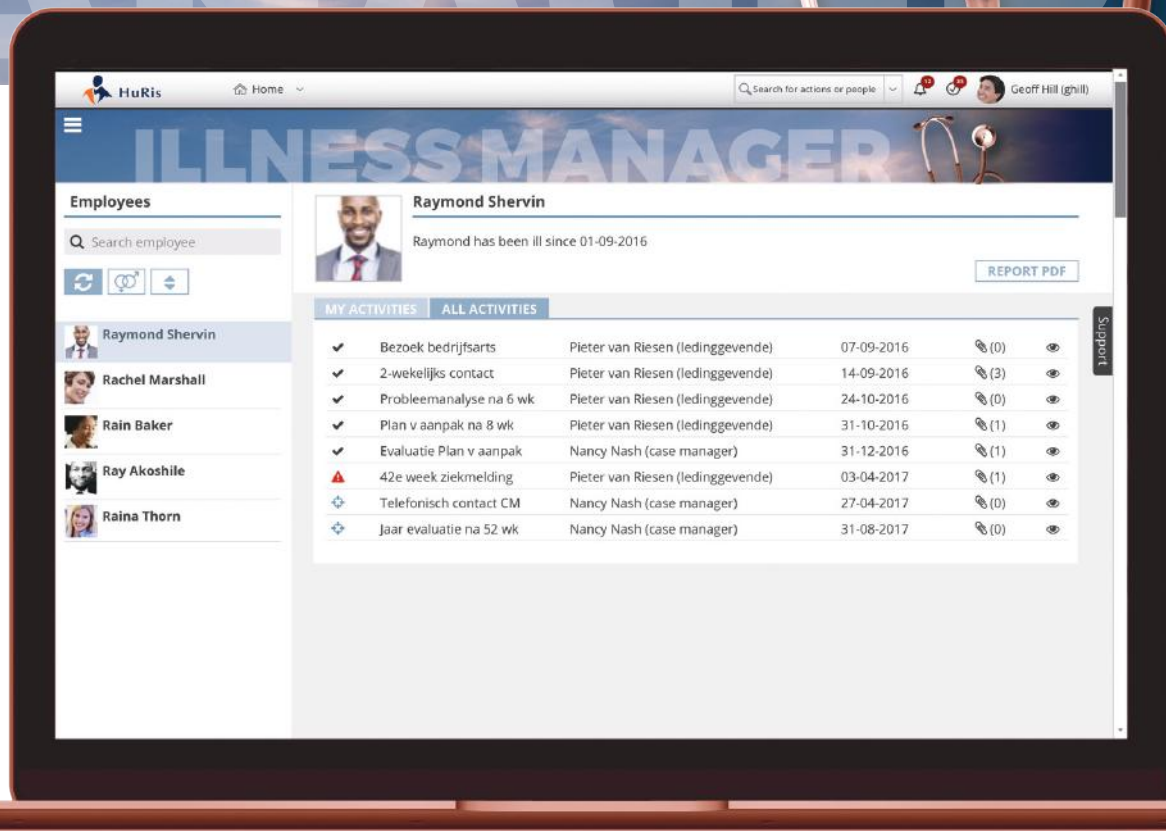 HuRis
Home
Search for actions or people
13
Geoff Hill (ghill)
ILLNESS MANAGER
Employees
Search employee
Raymond Shervin
Rachel Marshall
Rain Baker
Ray Akoshile
Raina Thorn
Raymond Shervin
Raymond has been ill since 01-09-2016
REPORT PDF
MY ACTIVITIES ALL ACTIVITIES
Bezoek bedrijfsarts Pieter van Riesen (ledinggevende) 07-09-2016 (0)
2-wekelijks contact Pieter van Riesen (ledinggevende) 14-09-2016 (3)
Probleemanalyse na 6 wk Pieter van Riesen (ledinggevende) 24-10-2016 (0)
Plan v aanpak na 8 wk Pieter van Riesen (ledinggevende) 31-10-2016 (1)
Evaluatie Plan v aanpak Nancy Nash (case manager) 31-12-2016 (1)
42e week ziekmelding Pieter van Riesen (ledinggevende) 03-04-2017 (1)
Telefonisch contact CM Nancy Nash (case manager) 27-04-2017 (0)
Jaar evaluatie na 52 wk Nancy Nash (case manager) 31-08-2017 (0)
Support